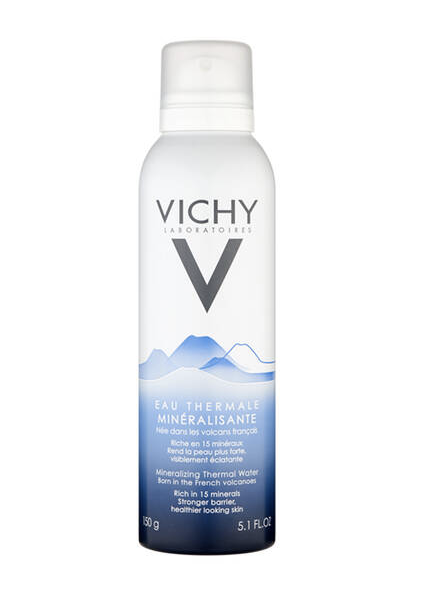 VICHY
LABORATOIRES
V
EAU THERMALE
MINÉRALISANTE
Née dans les volcans français
Riche en 15 minéraux
Rend la peau plus forte,
visiblement éclatante
Mineralizing Thermal Water
Born in the French volcanoes
Rich in 15 minerals
Stronger barrier,
healthier looking skin
150 g 5.1 FL.OZ